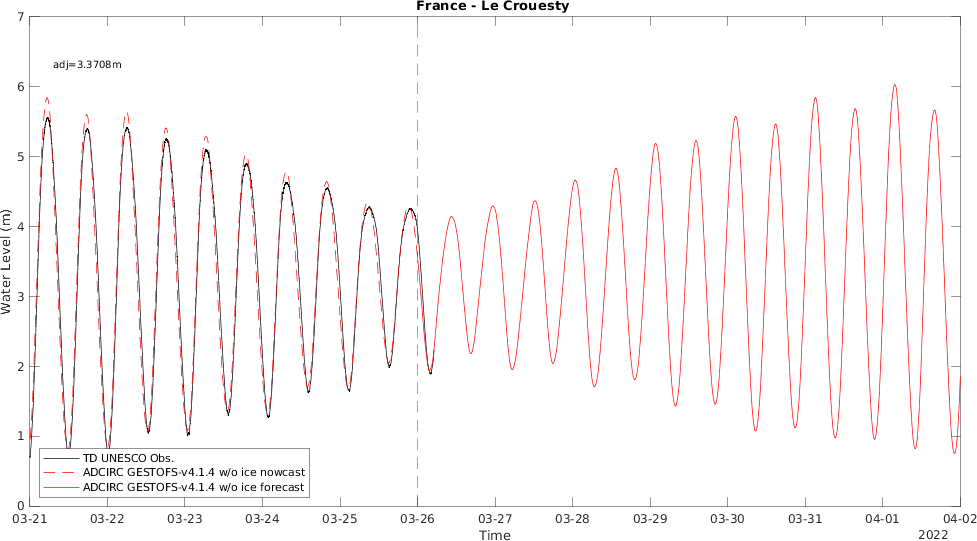 France - Le Crouesty
adj=3.3708m
Water Level (m)
7
6
5
4
3
2
1
0
TD UNESCO Obs.
ADCIRC GESTOFS-v4.1.4 w/o ice nowcast
ADCIRC GESTOFS-v4.1.4 w/o ice forecast
03-21 03-22 03-23 03-24 03-25 03-26 03-27 03-28 03-29 03-30 03-31 04-01 04-02
Time
2022